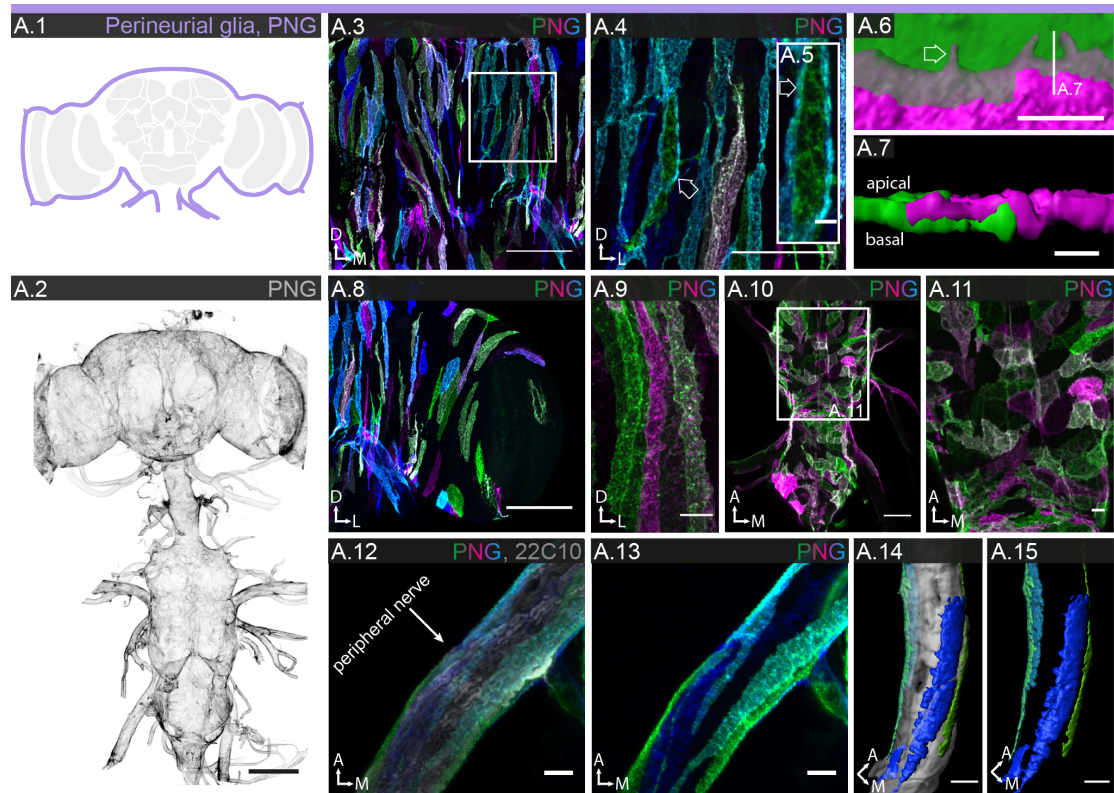 A.1 Perineurial glia, PNG
A.3 PNG
D
M
A.4 PNG
D
L
A.5
A.6
A.7
A.7
apical
basal
A.2 PNG
A.8 PNG
D
L
A.9
D
L
A.10 PNG
A.11
A
M
A.11 PNG
A
M
A.12 PNG, 22C10
peripheral nerve
A
M
A.13 PNG
A
M
A.14
A
M
A.15
A
M